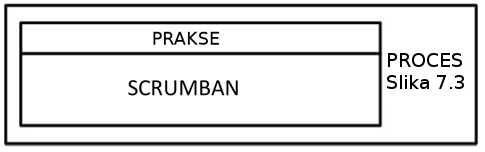 PRAKSE
SCRUMBAN
PROCES
Slika 7.3